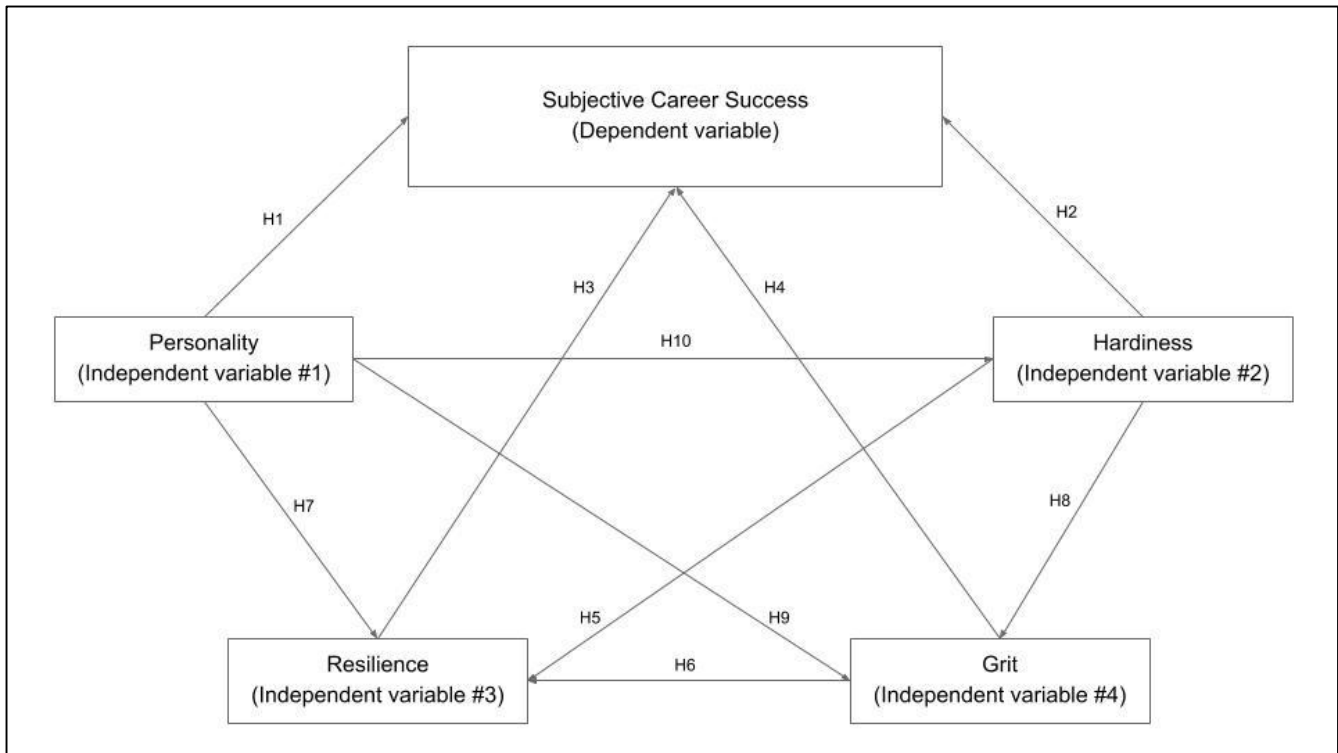 Subjective Career Success
(Dependent variable)
H1
H2
H3
H4
Personality
(Independent variable #1)
H10
Hardiness
(Independent variable #2)
H7
H8
H5
H9
Resilience
(Independent variable #3)
H6
Grit
(Independent variable #4)